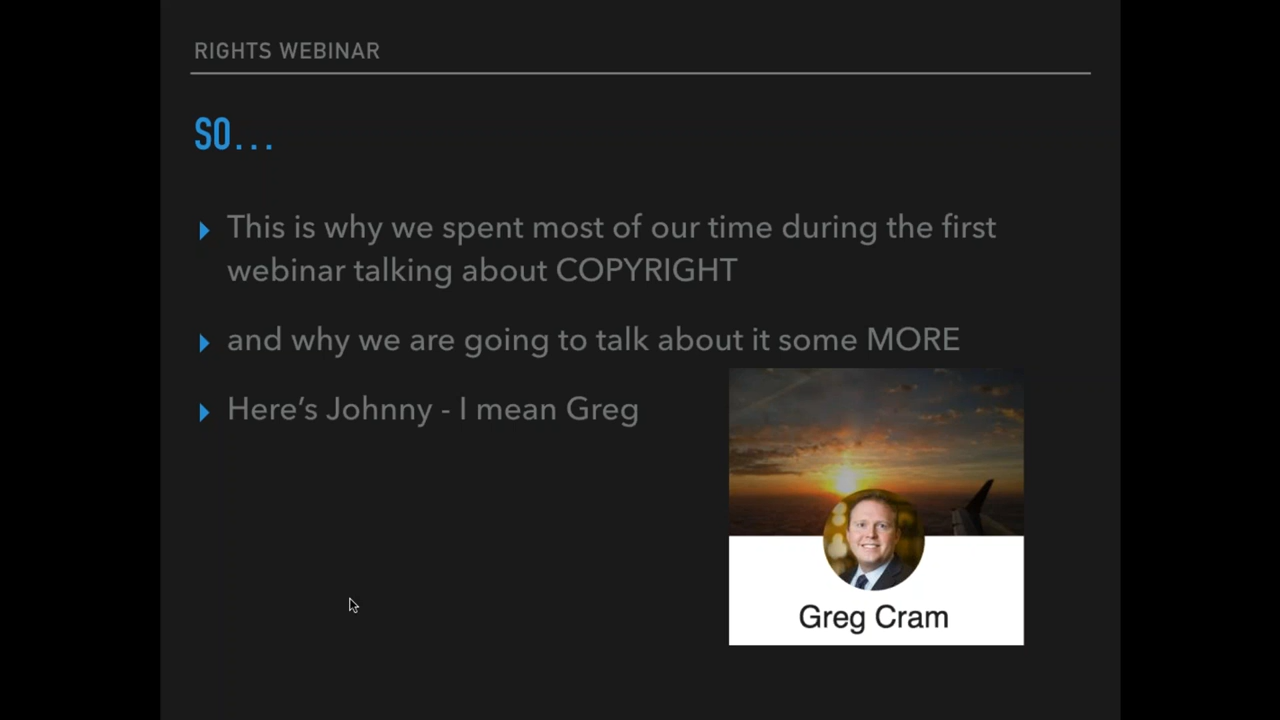 RIGHTS WEBINAR
SO...
This is why we spent most of our time during the first
webinar talking about COPYRIGHT
and why we are going to talk about it some MORE
Here’s Johnny - I mean Greg
Greg Cram